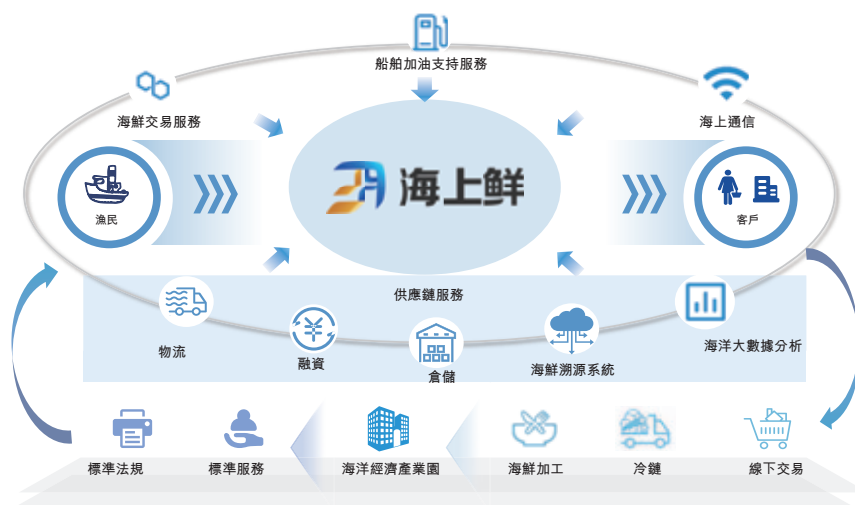 船舶加油支持服務
海鮮交易服務
海上通信
海上鲜
漁民
客戶
供應鏈服務
物流
融資
倉儲
海鮮溯源系統
海洋大數據分析
標準法規
標準服務
海洋經濟產業園
海鮮加工
冷鏈
線下交易